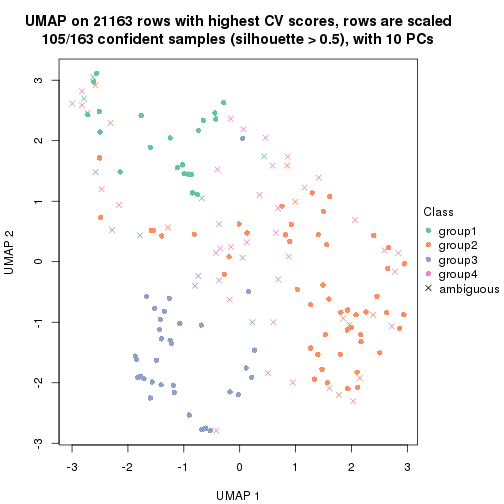 UMAP on 21163 rows with highest CV scores, rows are scaled
105/163 confident samples (silhouette > 0.5), with 10 PCs
3
2
1
0
-1
-2
-3
UMAP 2
-3
-2
-1
0
1
2
3
UMAP 1
Class
group1
group2
group3
group4
ambiguous